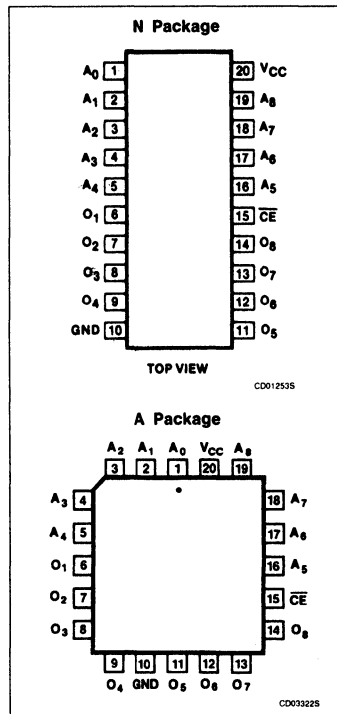 N Package
A0 1 20 VCC
A1 2 19 A8
A2 3 18 A7
A3 4 17 A6
A4 5 16 A5
O1 6 15 CE
O2 7 14 O8
O3 8 13 O7
O4 9 12 O6
GND 10 11 O5
TOP VIEW
CD01253S
A Package
A2 A1 A0 VCC A8
3 2 1 20 19
A3 4 18 A7
A4 5 17 A6
O1 6 16 A5
O2 7 15 CE
O3 8 14 O8
9 10 11 12 13
O4 GND O5 O6 O7
CD03322S